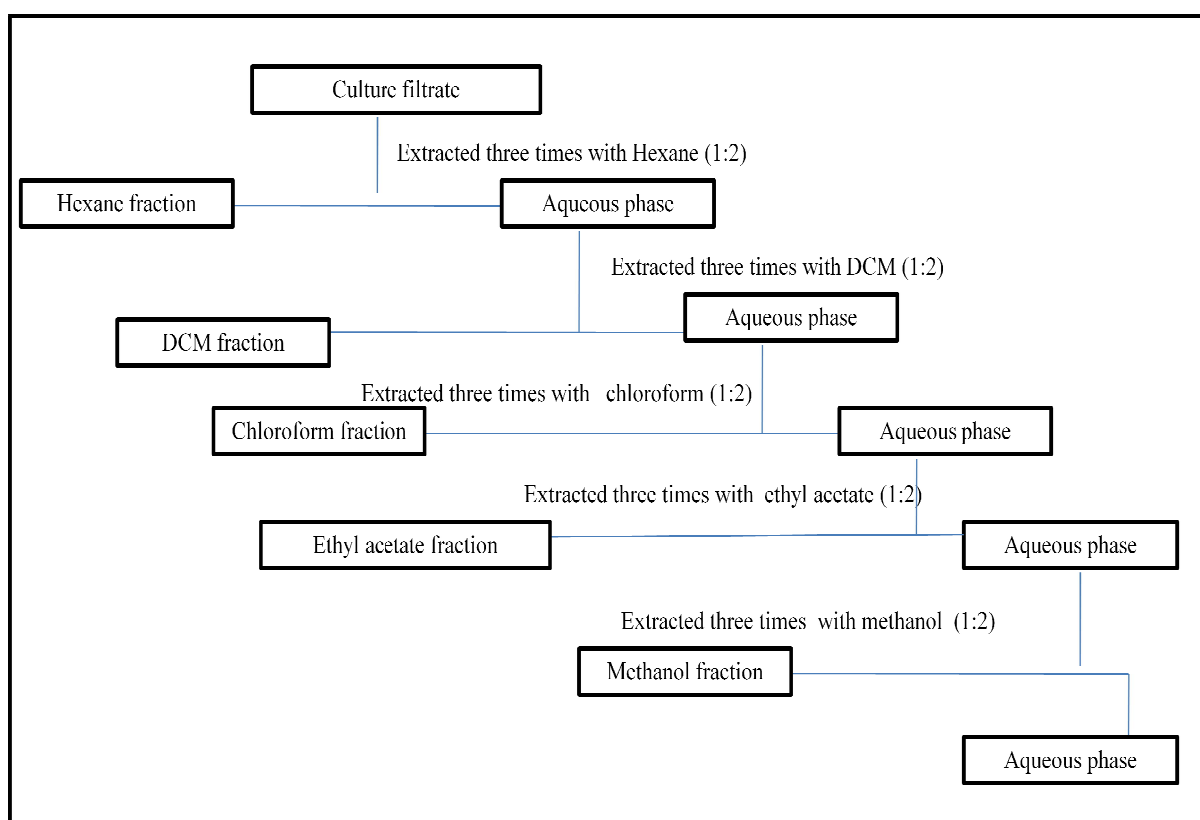 Culture filtrate
Extracted three times with Hexane (1:2)
Hexane fraction
Aqueous phase
Extracted three times with DCM (1:2)
Aqueous phase
DCM fraction
Extracted three times with chloroform (1:2)
Chloroform fraction
Aqueous phase
Extracted three times with ethyl acetate (1:2)
Ethyl acetate fraction
Aqueous phase
Extracted three times with methanol (1:2)
Methanol fraction
Aqueous phase